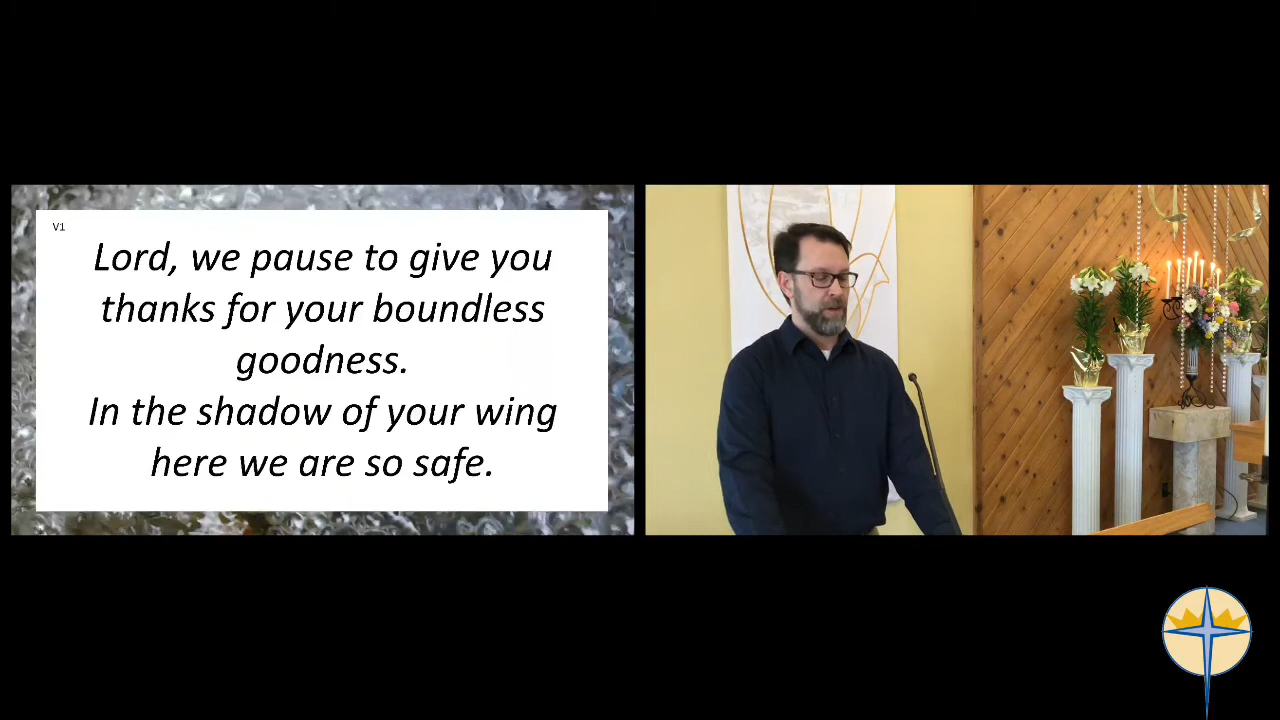 V1
Lord, we pause to give you
thanks for your boundless
goodness.
In the shadow of your wing
here we are so safe.